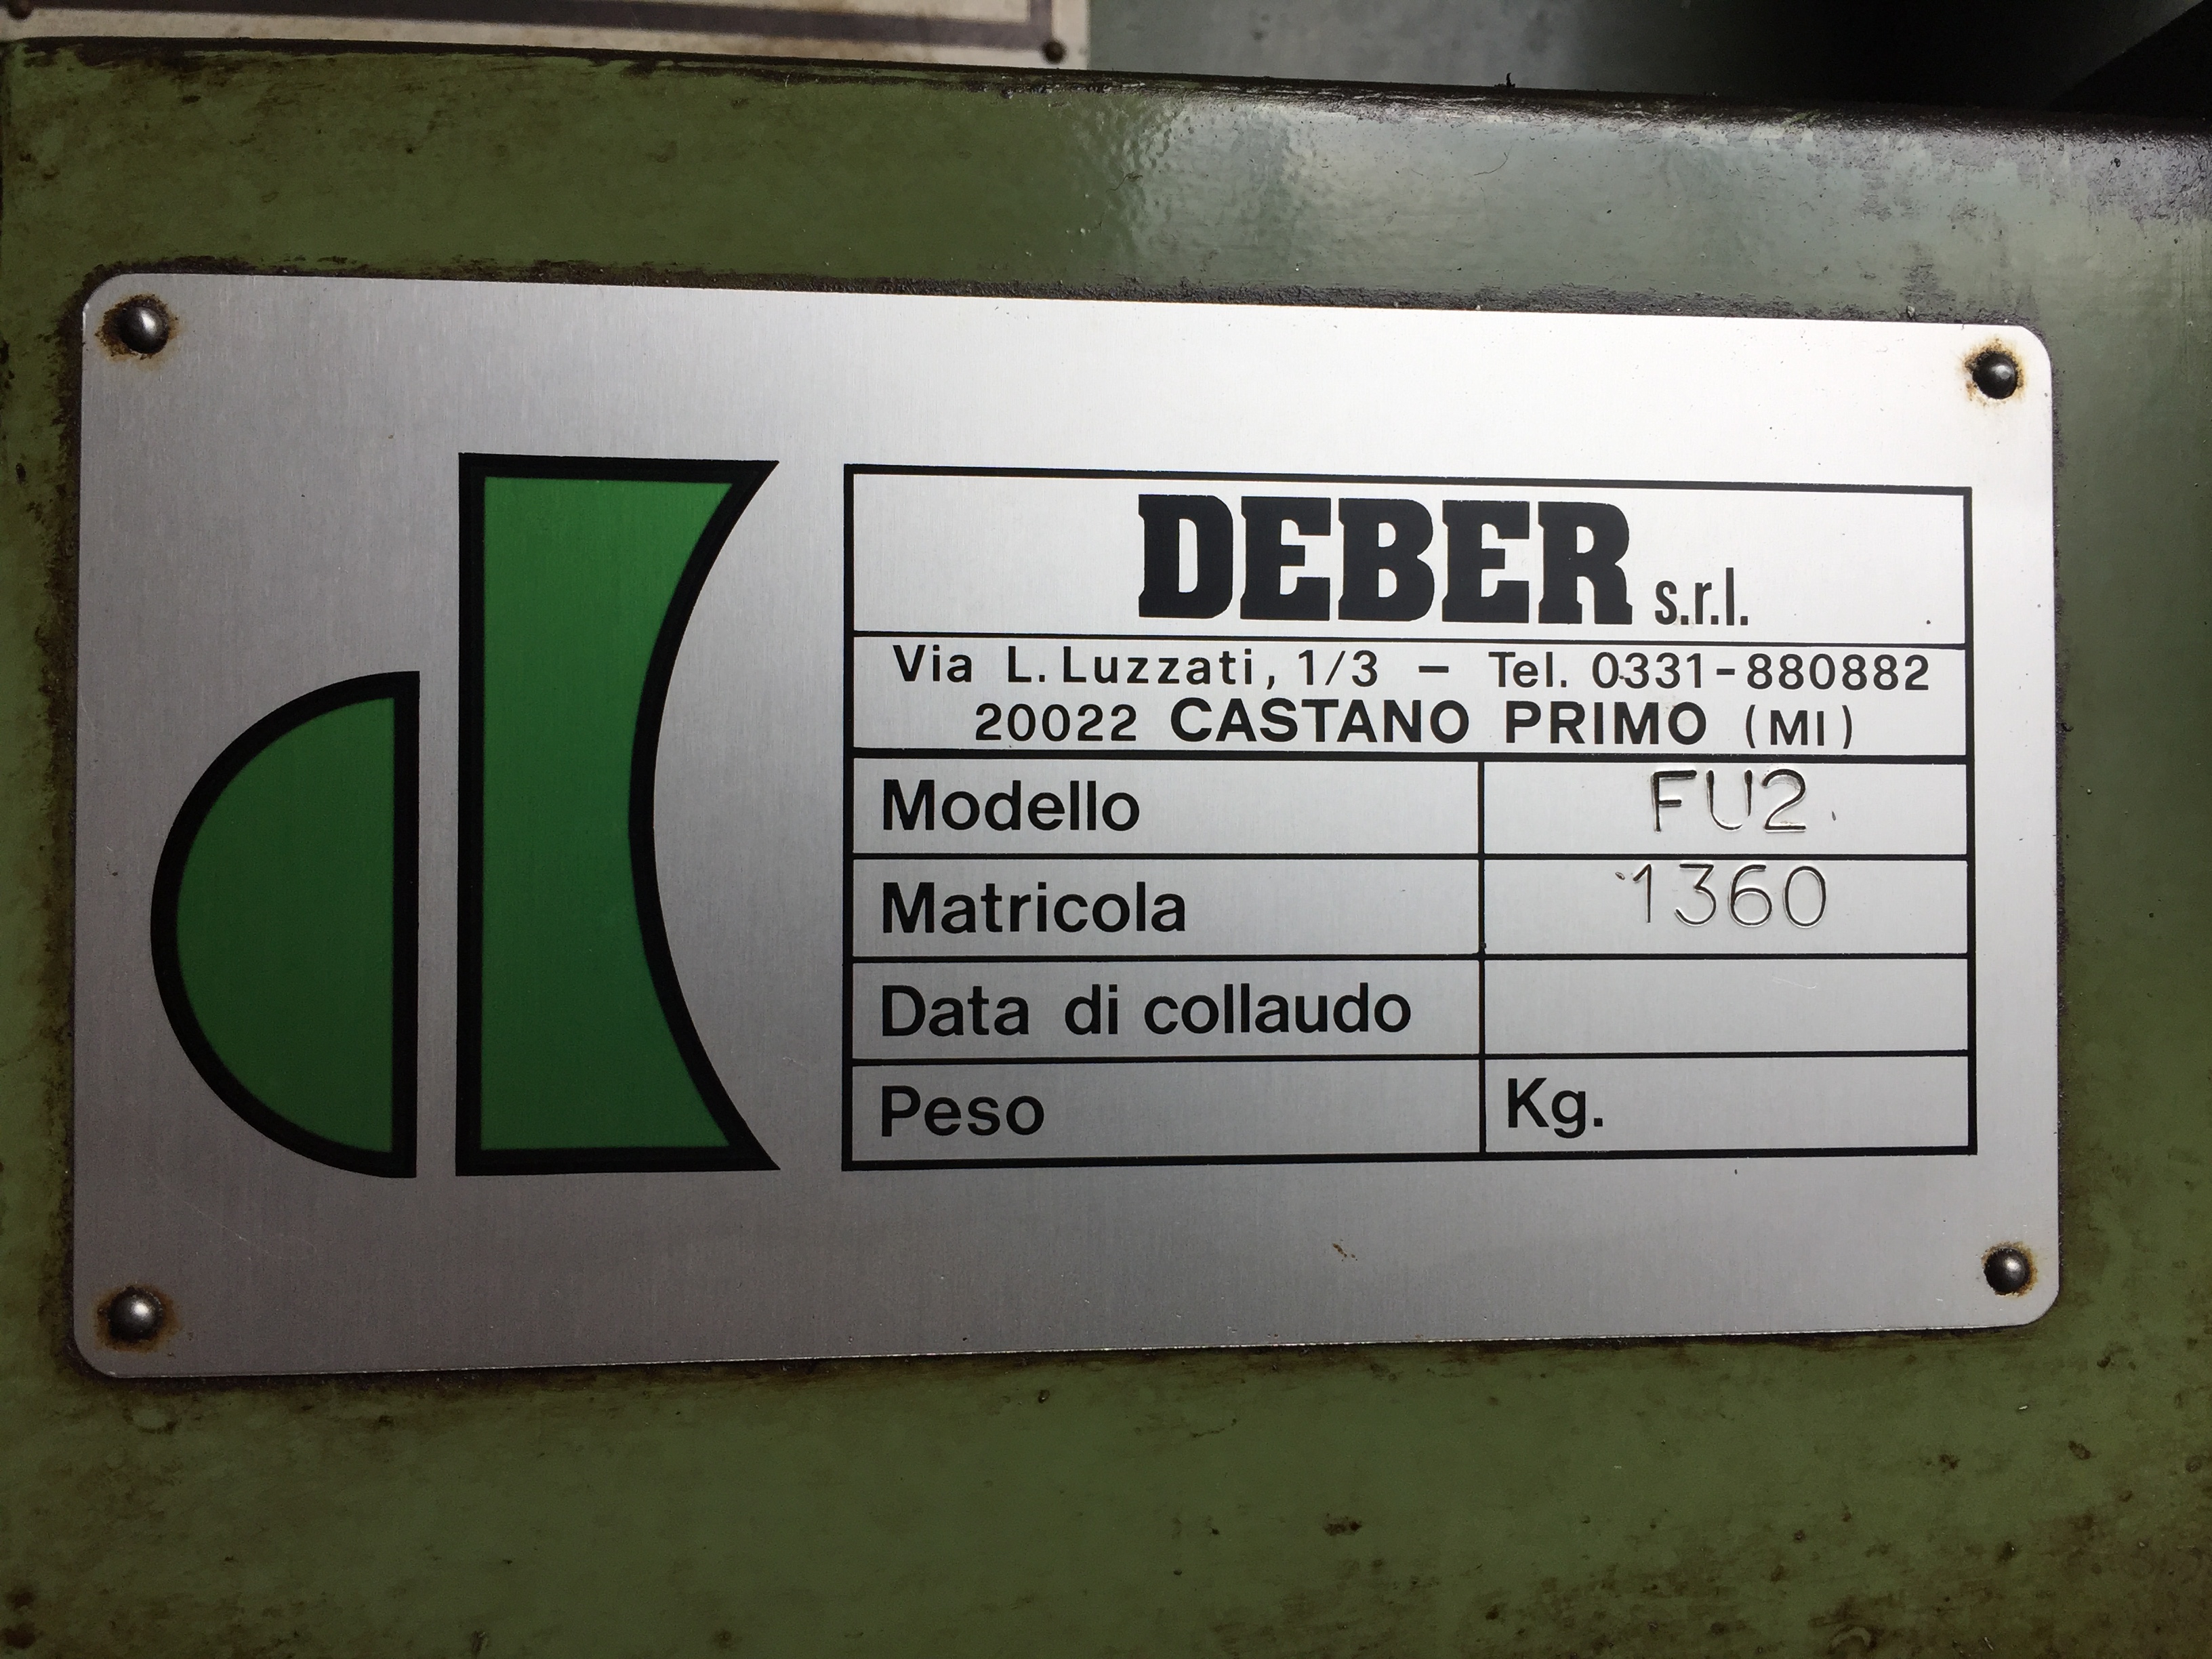 DEBER s.r.l.
Via L. Luzzati, 1/3 – Tel. 0331-880882
20022 CASTANO PRIMO (MI)
Modello FU2
Matricola 1360
Data di collaudo
Peso Kg.